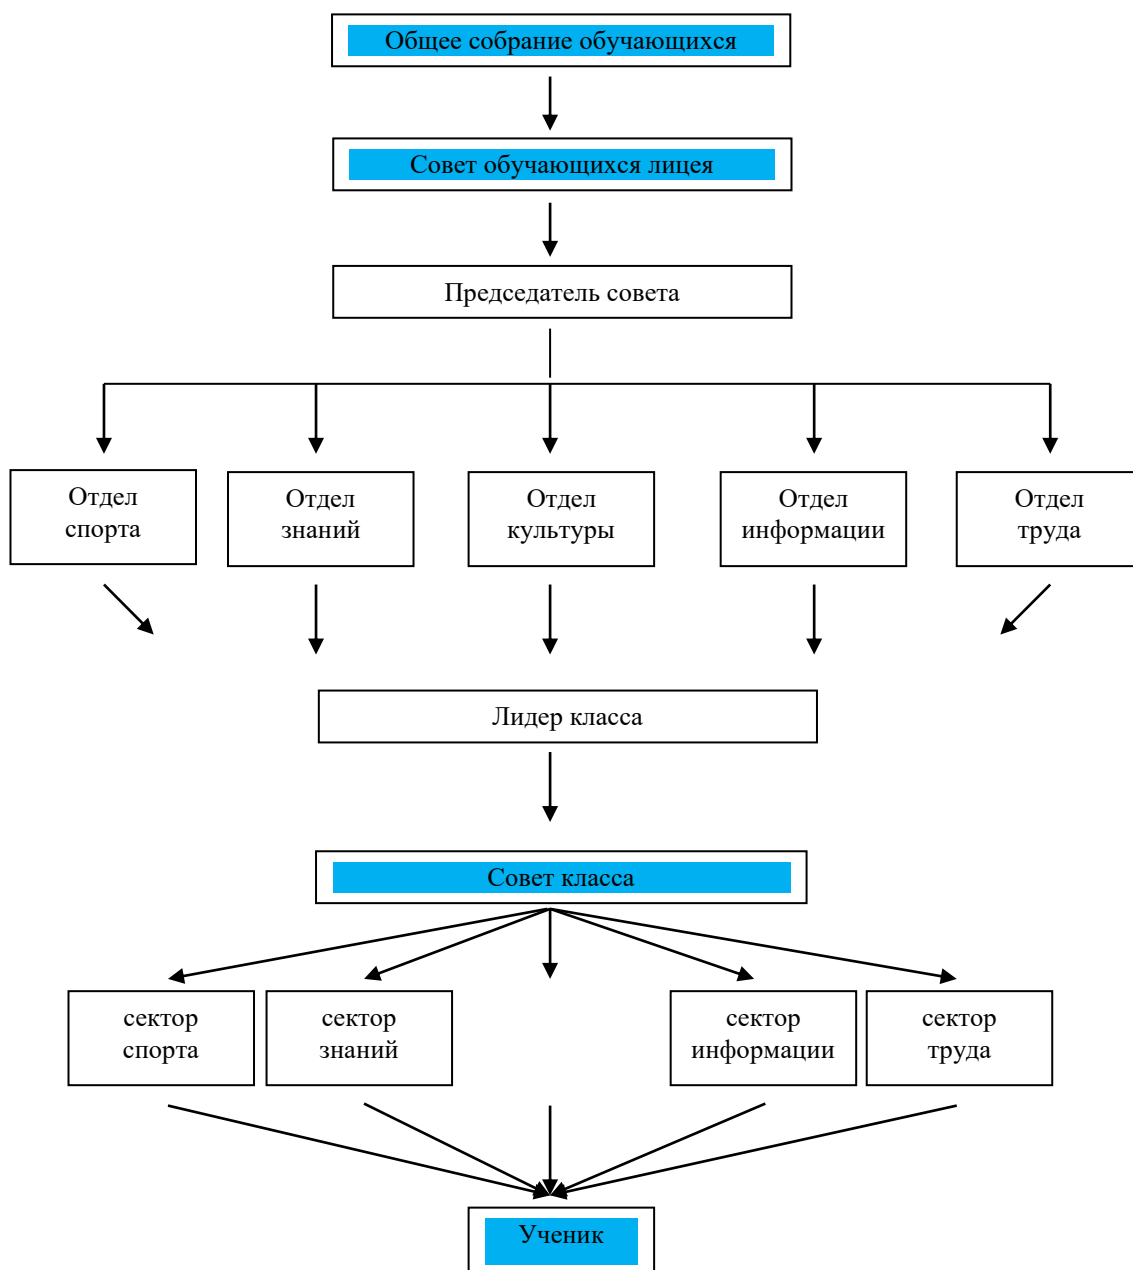 Общее собрание обучающихся
Совет обучающихся лицея
Председатель совета
Отдел
спорта
Отдел
знаний
Отдел
культуры
Отдел
информации
Отдел
труда
Лидер класса
Совет класса
сектор
спорта
сектор
знаний
сектор
информации
сектор
труда
Ученик